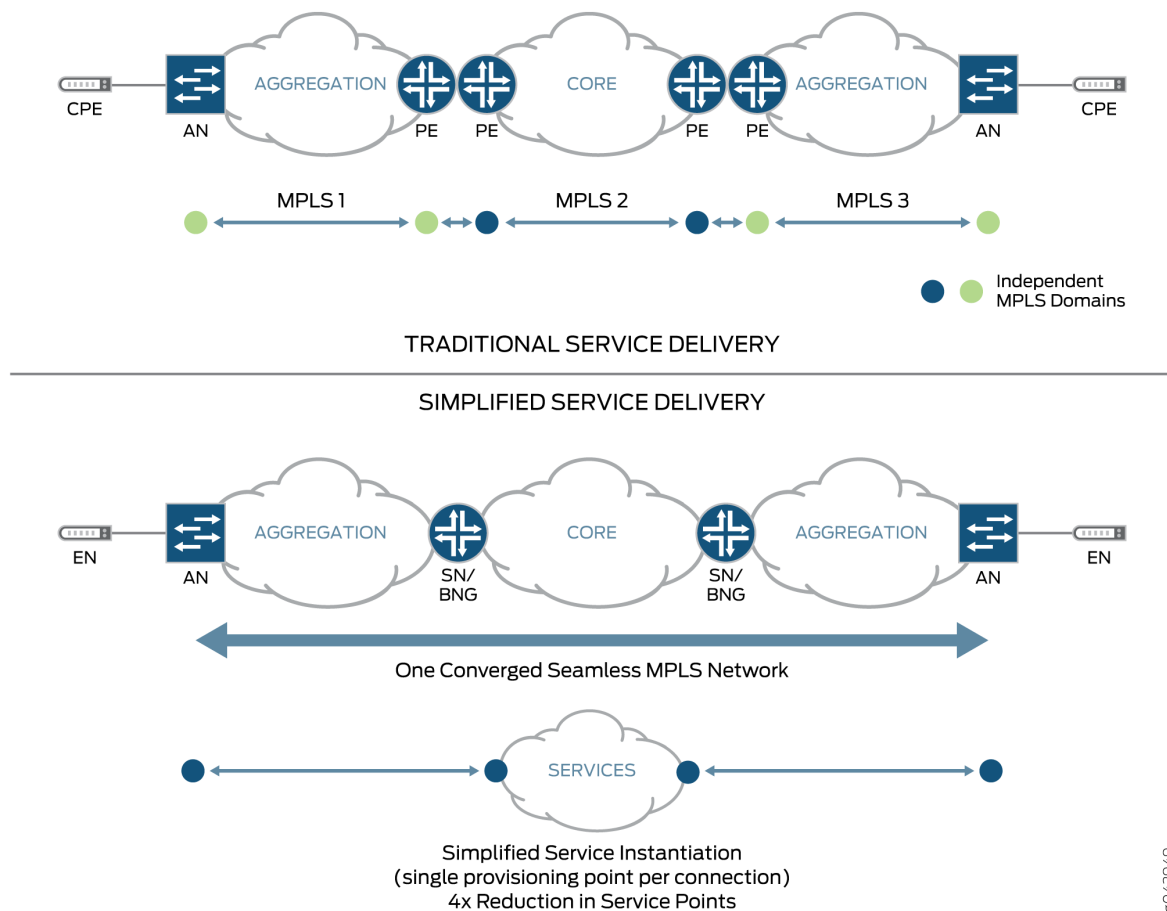 AGGREGATION CORE AGGREGATION
CPE AN PE PE PE PE AN CPE
MPLS 1 MPLS 2 MPLS 3
Independent
MPLS Domains
TRADITIONAL SERVICE DELIVERY
SIMPLIFIED SERVICE DELIVERY
AGGREGATION CORE AGGREGATION
EN AN SN/ SN/ AN EN
BNG BNG
One Converged Seamless MPLS Network
SERVICES
Simplified Service Instantiation
(single provisioning point per connection)
4x Reduction in Service Points